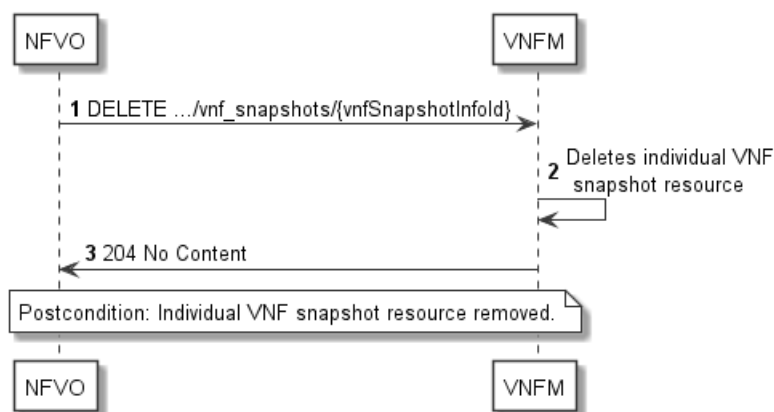 NFVO VNFM
1 DELETE .../vnf_snapshots/{vnfSnapshotInfoId}
2 Deletes individual VNF
snapshot resource
3 204 No Content
Postcondition: Individual VNF snapshot resource removed.
NFVO VNFM